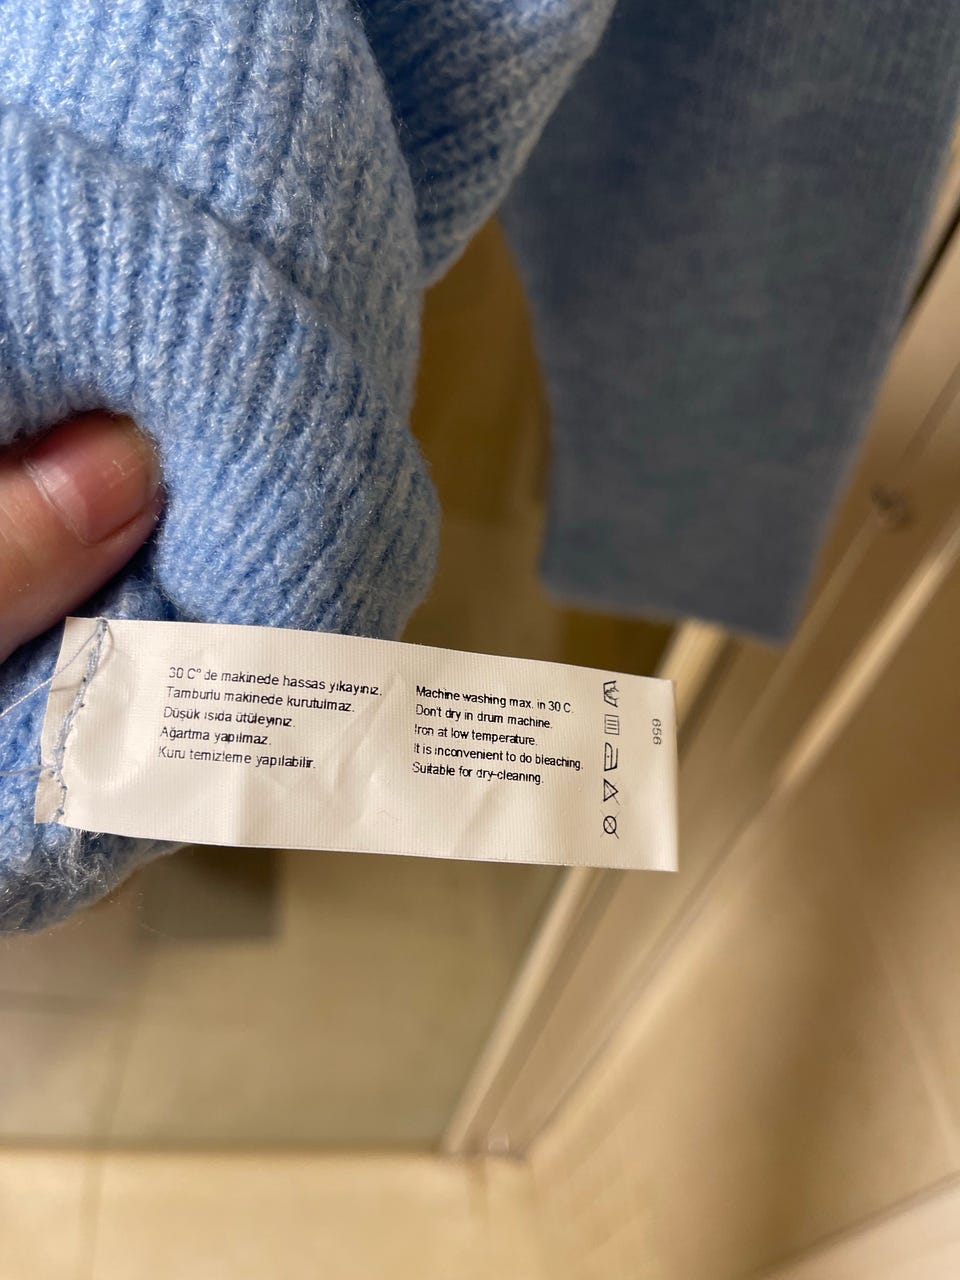 30 C° de makinede hassas yıkayınız.
Tamburlu makinede kurutulmaz.
Düşük ısıda ütüleyınız.
Ağartma yapılmaz.
Kuru temizleme yapılabilir.
Machine washing max. in 30 C.
Don't dry in drum machine.
Iron at low temperature.
It is inconvenient to do bleaching.
Suitable for dry-cleaning.
656